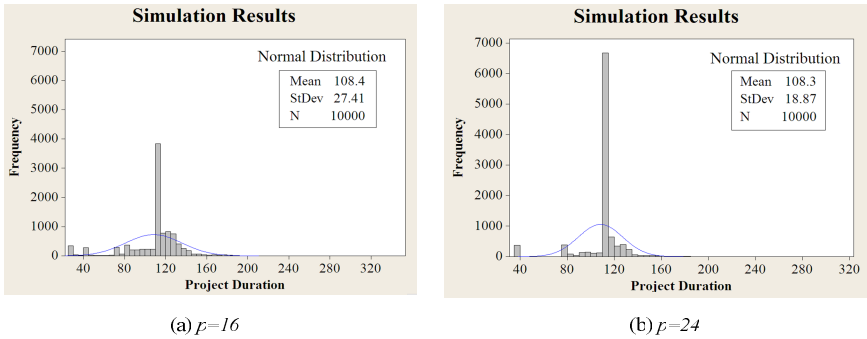 Simulation Results
7000
6000
5000
4000
3000
2000
1000
0
Frequency
Normal Distribution
Mean 108.4
StDev 27.41
N 10000
40 80 120 160 200 240 280 320
Project Duration
(a) p=16
Simulation Results
7000
6000
5000
4000
3000
2000
1000
0
Frequency
Normal Distribution
Mean 108.3
StDev 18.87
N 10000
40 80 120 160 200 240 280 320
Project Duration
(b) p=24